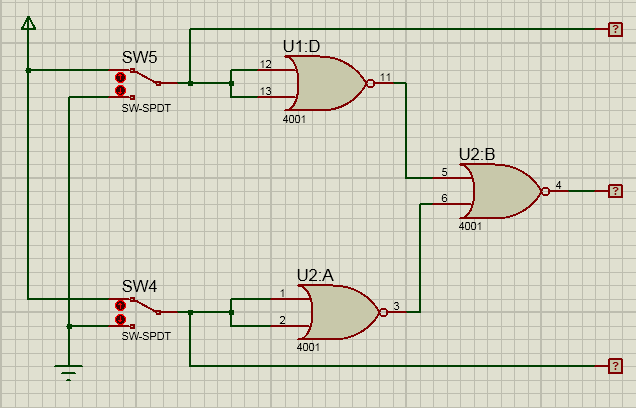 ?
SW5
SW-SPDT
U1:D
12
13
11
4001
U2:B
5
6
4
?
4001
SW4
SW-SPDT
U2:A
1
2
3
4001
?